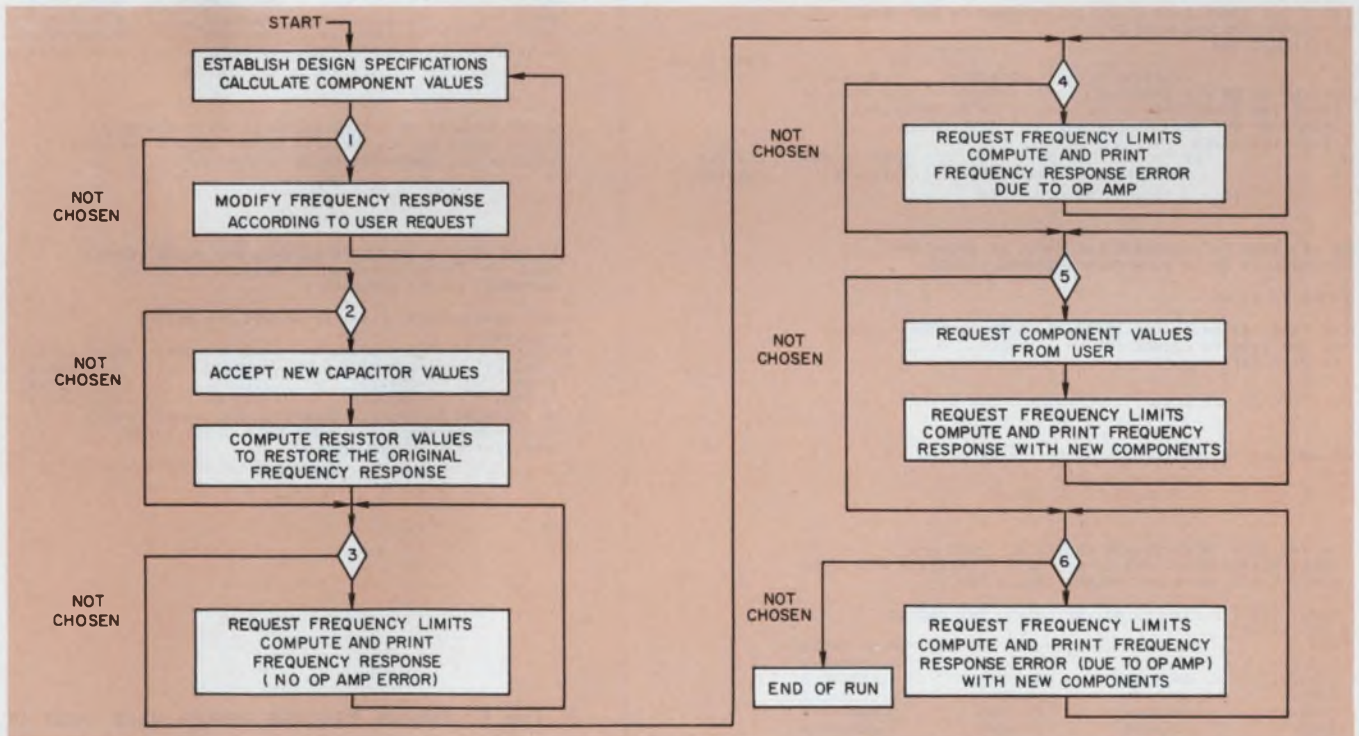 START
ESTABLISH DESIGN SPECIFICATIONS
CALCULATE COMPONENT VALUES
1
NOT
CHOSEN
MODIFY FREQUENCY RESPONSE
ACCORDING TO USER REQUEST
2
NOT
CHOSEN
ACCEPT NEW CAPACITOR VALUES
COMPUTE RESISTOR VALUES
TO RESTORE THE ORIGINAL
FREQUENCY RESPONSE
3
NOT
CHOSEN
REQUEST FREQUENCY LIMITS
COMPUTE AND PRINT
FREQUENCY RESPONSE
(NO OP AMP ERROR)
4
NOT
CHOSEN
REQUEST FREQUENCY LIMITS
COMPUTE AND PRINT
FREQUENCY RESPONSE ERROR
DUE TO OP AMP
5
NOT
CHOSEN
REQUEST COMPONENT VALUES
FROM USER
REQUEST FREQUENCY LIMITS
COMPUTE AND PRINT FREQUENCY
RESPONSE WITH NEW COMPONENTS
6
NOT
CHOSEN
REQUEST FREQUENCY LIMITS
COMPUTE AND PRINT FREQUENCY
RESPONSE ERROR (DUE TO OP AMP)
WITH NEW COMPONENTS
END OF RUN